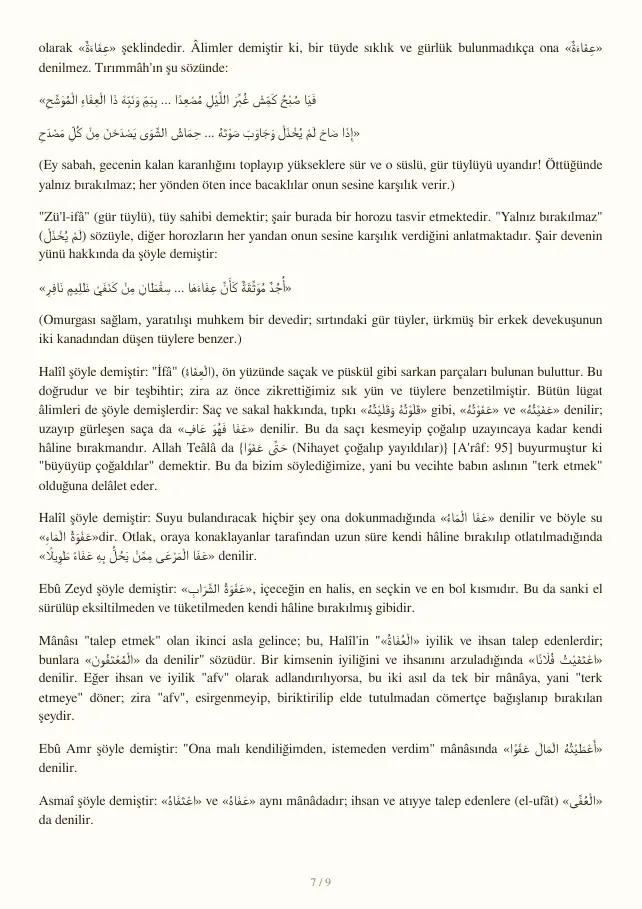 olarak «عِفَاءَةٌ» şeklindedir. Âlimler demiştir ki, bir tüyde sıklık ve gürlük bulunmadıkça ona «عِفَاءَةٌ»
denilmez. Tırımmâh'ın şu sözünde:
«فَيَا صُبْحُ كَمِّشْ غُبَّرَ اللَّيْلِ مُصْعِدًا ... بِبَمَّ وَنَبِّهْ ذَا الْعِفَاءِ الْمُوَشَّحِ
إِذَا صَاحَ لَمْ يُخْذَلْ وَجَاوَبَ صَوْتَهُ ... حِمَاشُ الشَّوَى يَصْدَحْنَ مِنْ كُلِّ مَصْدَحِ»
(Ey sabah, gecenin kalan karanlığını toplayıp yükseklere sür ve o süslü, gür tüylüyü uyandır! Öttüğünde
yalnız bırakılmaz; her yönden öten ince bacaklılar onun sesine karşılık verir.)
"Zü'l-ifâ" (gür tüylü), tüy sahibi demektir; şair burada bir horozu tasvir etmektedir. "Yalnız bırakılmaz"
(لَمْ يُخْذَلْ) sözüyle, diğer horozların her yandan onun sesine karşılık verdiğini anlatmaktadır. Şair devenin
yünü hakkında da şöyle demiştir:
«أُجُدٌ مُوَثَّقَةٌ كَأَنَّ عِفَاءَهَا ... سِقْطَانِ مِنْ كَنَفَيْ ظَلِيمٍ نَافِرِ»
(Omurgası sağlam, yaratılışı muhkem bir devedir; sırtındaki gür tüyler, ürkmüş bir erkek devekuşunun
iki kanadından düşen tüylere benzer.)
Halîl şöyle demiştir: "İfâ" (الْعِفَاءُ), ön yüzünde saçak ve püskül gibi sarkan parçaları bulunan buluttur. Bu
doğrudur ve bir teşbihtir; zira az önce zikrettiğimiz sık yün ve tüylere benzetilmiştir. Bütün lügat
âlimleri de şöyle demişlerdir: Saç ve sakal hakkında, tıpkı «قَلَوْتُهُ وَقَلَيْتُهُ» gibi, «عَفَوْتُهُ» ve «عَفَيْتُهُ» denilir;
uzayıp gürleşen saça da «عَفَا فَهُوَ عَافٍ» denilir. Bu da saçı kesmeyip çoğalıp uzayıncaya kadar kendi
hâline bırakmandır. Allah Teâlâ da {حَتَّى عَفَوْا (Nihayet çoğalıp yayıldılar)} [A'râf: 95] buyurmuştur ki
"büyüyüp çoğaldılar" demektir. Bu da bizim söylediğimize, yani bu vecihte babın aslının "terk etmek"
olduğuna delâlet eder.
Halîl şöyle demiştir: Suyu bulandıracak hiçbir şey ona dokunmadığında «عَفَا الْمَاءُ» denilir ve böyle su
«عَفْوَةُ الْمَاءِ»dir. Otlak, oraya konaklayanlar tarafından uzun süre kendi hâline bırakılıp otlatılmadığında
«عَفَا الْمَرْعَى مِمَّنْ يَحُلُّ بِهِ عَفَاءً طَوِيلًا» denilir.
Ebû Zeyd şöyle demiştir: «عَفْوَةُ الشَّرَابِ», içeceğin en halis, en seçkin ve en bol kısmıdır. Bu da sanki el
sürülüp eksiltilmeden ve tüketilmeden kendi hâline bırakılmış gibidir.
Mânâsı "talep etmek" olan ikinci asla gelince; bu, Halîl'in "«الْعُفَاةُ» iyilik ve ihsan talep edenlerdir;
bunlara «الْمُعْتَفُونَ» da denilir" sözüdür. Bir kimsenin iyiliğini ve ihsanını arzuladığında «اعْتَفَيْتُ فُلَانًا»
denilir. Eğer ihsan ve iyilik "afv" olarak adlandırılıyorsa, bu iki asıl da tek bir mânâya, yani "terk
etmeye" döner; zira "afv", esirgenmeyip, biriktirilip elde tutulmadan cömertçe bağışlanıp bırakılan
şeydir.
Ebû Amr şöyle demiştir: "Ona malı kendiliğimden, istemeden verdim" mânâsında «أَعْطَيْتُهُ الْمَالَ عَفْوًا»
denilir.
Asmaî şöyle demiştir: «اعْتَفَاهُ» ve «عَفَاهُ» aynı mânâdadır; ihsan ve atıyye talep edenlere (el-ufât) «الْعُفَّى»
da denilir.
7 / 9